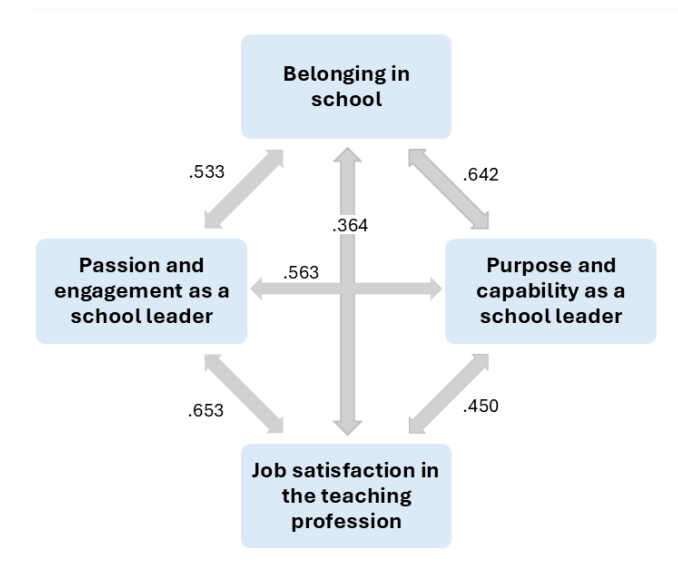 Belonging in
school
.533
.642
.364
Passion and
engagement as a
school leader
.563
Purpose and
capability as a
school leader
.653
.450
Job satisfaction in
the teaching
profession